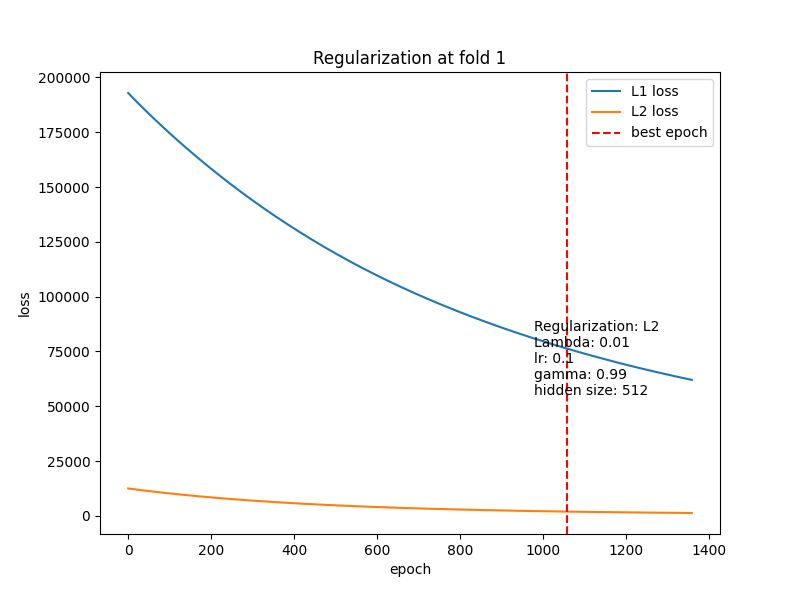 Regularization at fold 1
200000
175000
150000
125000
100000
75000
50000
25000
0
loss
L1 loss
L2 loss
best epoch
Regularization: L2
Lambda: 0.01
lr: 0.1
gamma: 0.99
hidden size: 512
0 200 400 600 800 1000 1200 1400
epoch